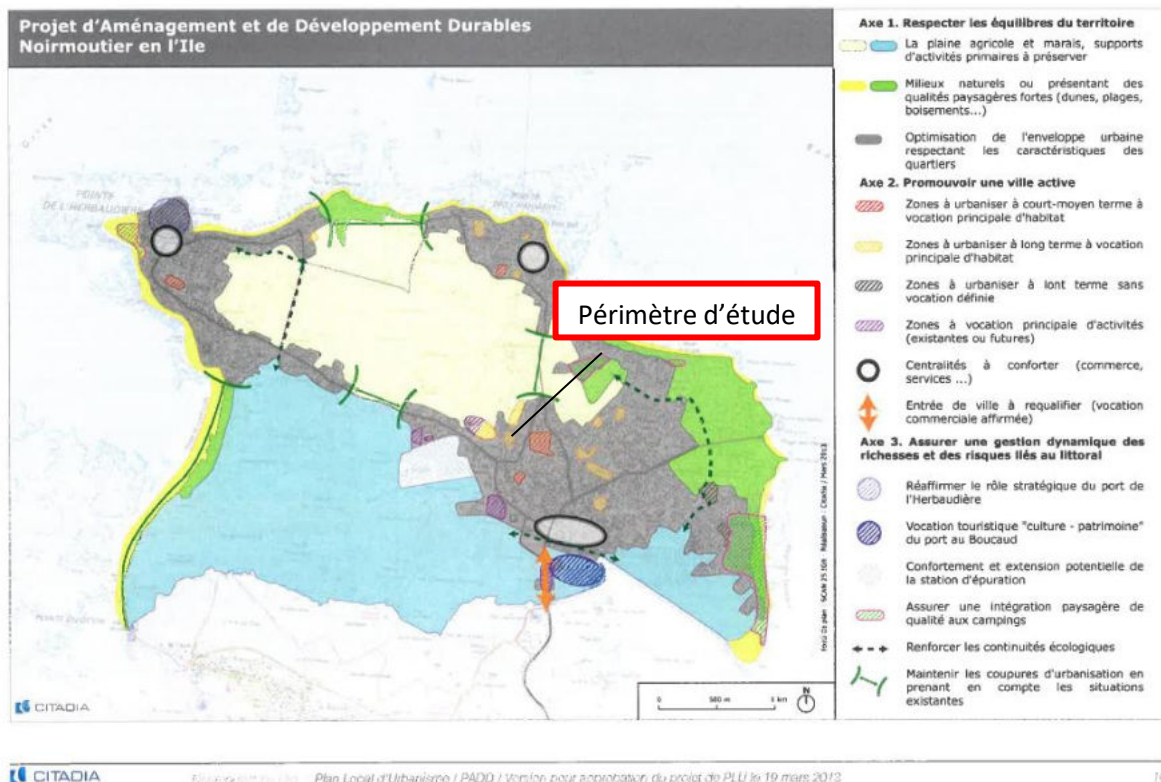 Projet d'Aménagement et de Développement Durables
Noirmoutier en l'Ile
POINTE
DE L'HERBAUDIÈRE
Périmètre d'étude
0 500 m 1 km
N
CITADIA
Axe 1. Respecter les équilibres du territoire
La plaine agricole et marais, supports
d'activités primaires à préserver
Milieux naturels ou présentant des
qualités paysagères fortes (dunes, plages,
boisements...)
Optimisation de l'enveloppe urbaine
respectant les caractéristiques des
quartiers
Axe 2. Promouvoir une ville active
Zones à urbaniser à court-moyen terme à
vocation principale d'habitat
Zones à urbaniser à long terme à vocation
principale d'habitat
Zones à urbaniser à lont terme sans
vocation définie
Zones à vocation principale d'activités
(existantes ou futures)
Centralités à conforter (commerce,
services ...)
Entrée de ville à requalifier (vocation
commerciale affirmée)
Axe 3. Assurer une gestion dynamique des
richesses et des risques liés au littoral
Réaffirmer le rôle stratégique du port de
l'Herbaudière
Vocation touristique "culture - patrimoine"
du port au Boucaud
Confortement et extension potentielle de
la station d'épuration
Assurer une intégration paysagère de
qualité aux campings
Renforcer les continuités écologiques
Maintenir les coupures d'urbanisation en
prenant en compte les situations
existantes
CITADIA
Plan Local d'Urbanisme / PADD / Version pour approbation du projet de PLU le 19 mars 2013